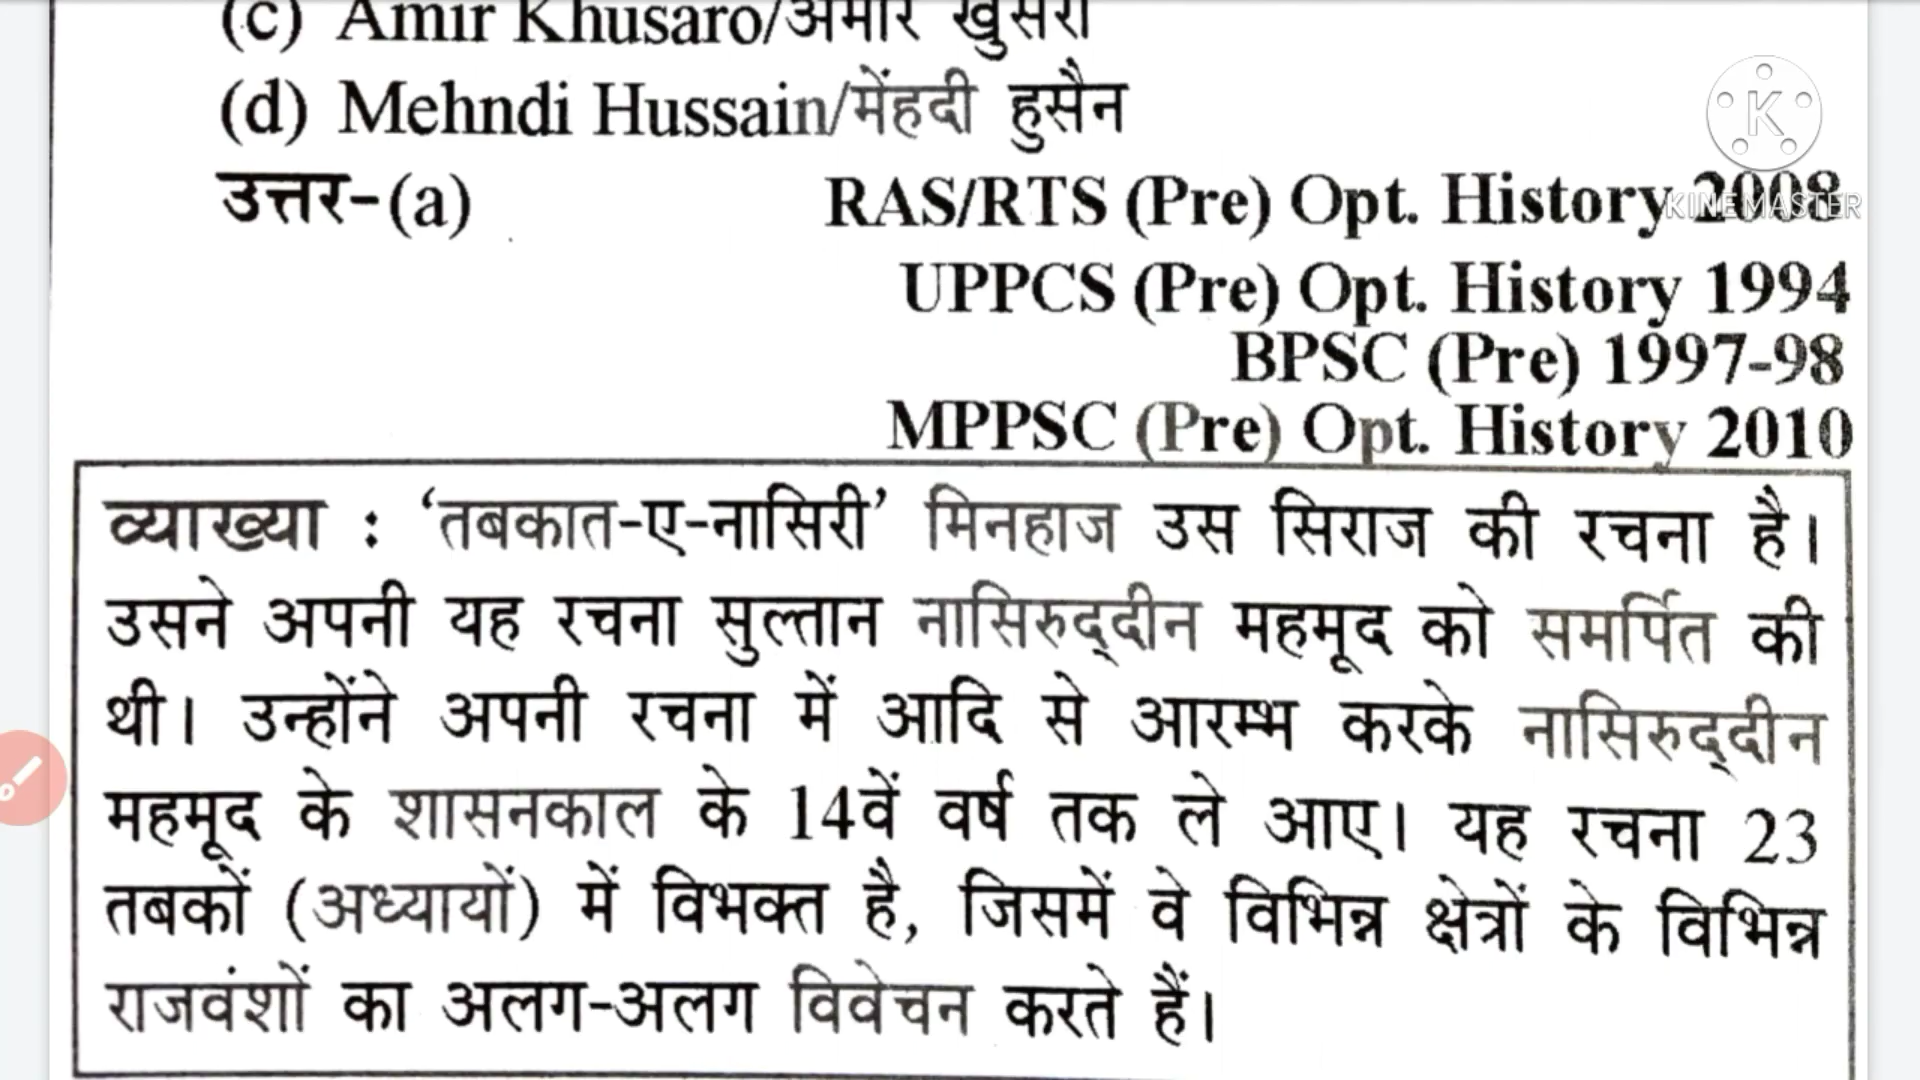 (c) Amir Khusaro/अमीर खुसरो
(d) Mehndi Hussain/मेंहदी हुसैन
उत्तर-(a) RAS/RTS (Pre) Opt. History 2008
KINEMASTER
UPPCS (Pre) Opt. History 1994
BPSC (Pre) 1997-98
MPPSC (Pre) Opt. History 2010
व्याख्या : ‘तबकात-ए-नासिरी’ मिनहाज उस सिराज की रचना है।
उसने अपनी यह रचना सुल्तान नासिरुद्दीन महमूद को समर्पित की
थी। उन्होंने अपनी रचना में आदि से आरम्भ करके नासिरुद्दीन
महमूद के शासनकाल के 14वें वर्ष तक ले आए। यह रचना 23
तबकों (अध्यायों) में विभक्त है, जिसमें वे विभिन्न क्षेत्रों के विभिन्न
राजवंशों का अलग-अलग विवेचन करते हैं।